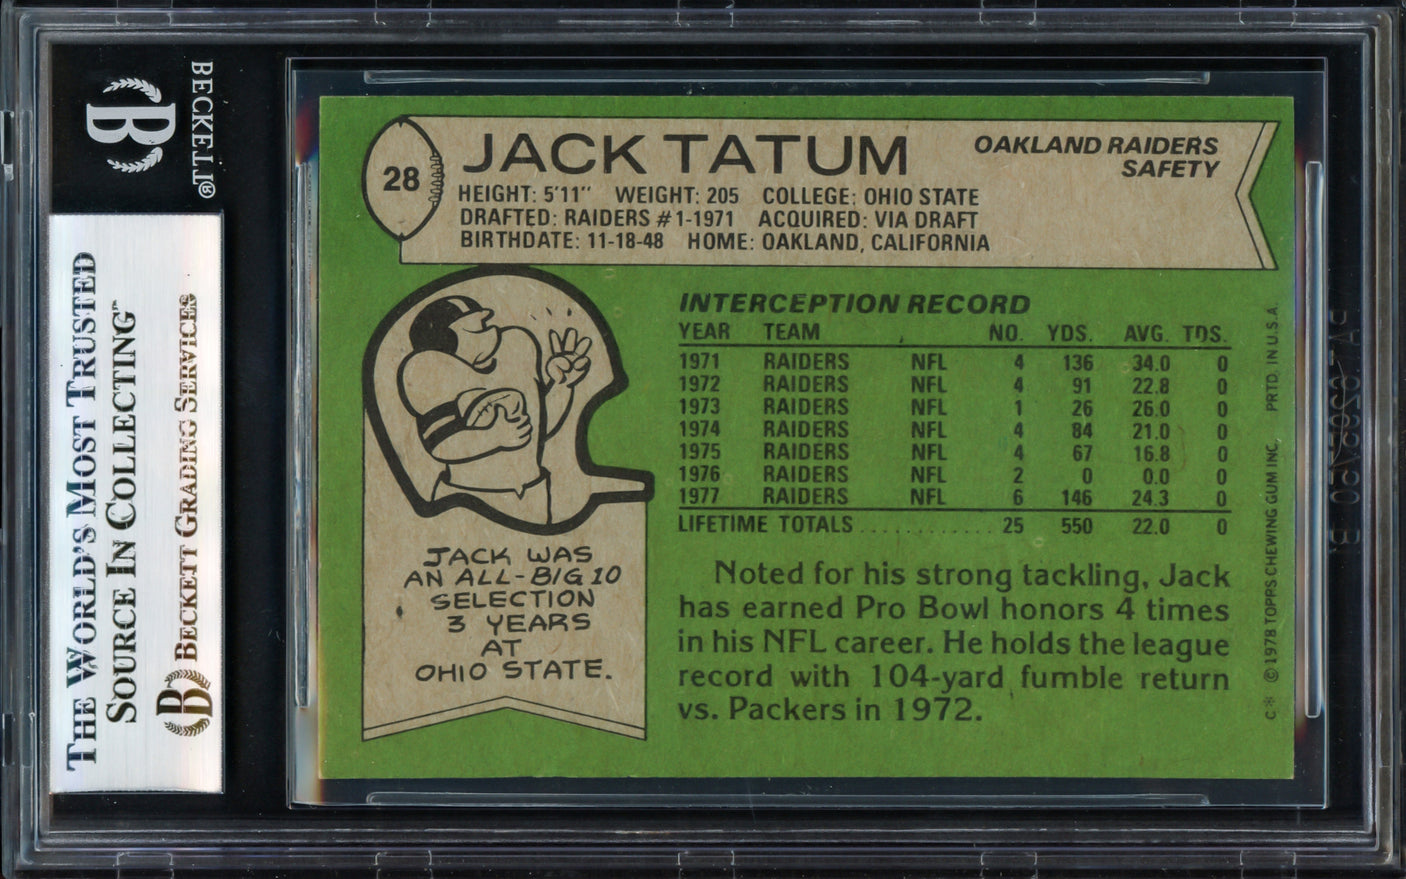 BECKETT®
B
THE WORLD'S MOST TRUSTED
SOURCE IN COLLECTING™
BECKETT GRADING SERVICES®
28
JACK TATUM
OAKLAND RAIDERS
SAFETY
HEIGHT: 5'11" WEIGHT: 205 COLLEGE: OHIO STATE
DRAFTED: RAIDERS #1-1971 ACQUIRED: VIA DRAFT
BIRTHDATE: 11-18-48 HOME: OAKLAND, CALIFORNIA
JACK WAS
AN ALL-BIG 10
SELECTION
3 YEARS
AT
OHIO STATE.
INTERCEPTION RECORD
YEAR TEAM NO. YDS. AVG. TDS.
1971 RAIDERS NFL 4 136 34.0 0
1972 RAIDERS NFL 4 91 22.8 0
1973 RAIDERS NFL 1 26 26.0 0
1974 RAIDERS NFL 4 84 21.0 0
1975 RAIDERS NFL 4 67 16.8 0
1976 RAIDERS NFL 2 0 0.0 0
1977 RAIDERS NFL 6 146 24.3 0
LIFETIME TOTALS ............ 25 550 22.0 0
Noted for his strong tackling, Jack
has earned Pro Bowl honors 4 times
in his NFL career. He holds the league
record with 104-yard fumble return
vs. Packers in 1972.
C* ©1978 TOPPS CHEWING GUM INC. PRTD. IN U.S.A.